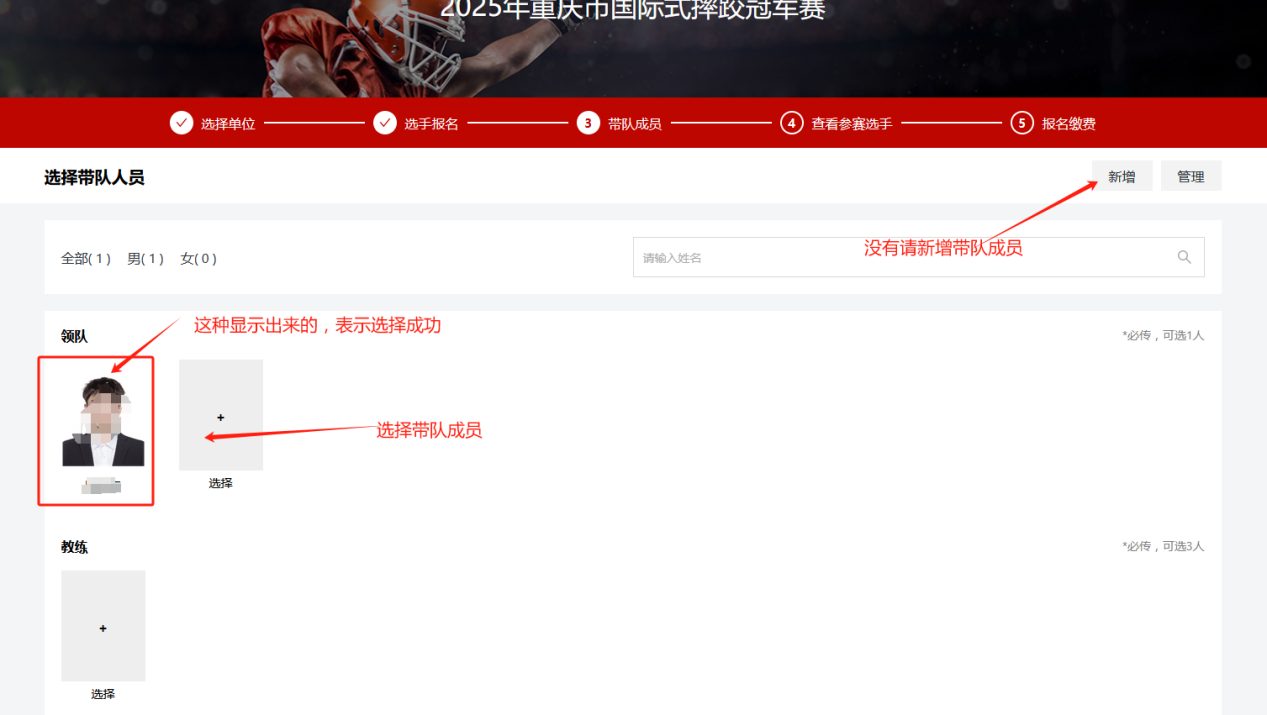 2025年重庆市国际式摔跤冠军赛
选择单位 选手报名 3 带队成员 4 查看参赛选手 5 报名缴费
选择带队人员 新增 管理
没有请新增带队成员
全部( 1 ) 男( 1 ) 女( 0 ) 请输入姓名
这种显示出来的，表示选择成功
领队 *必传，可选1人
+
选择带队成员
选择
教练 *必传，可选3人
+
选择